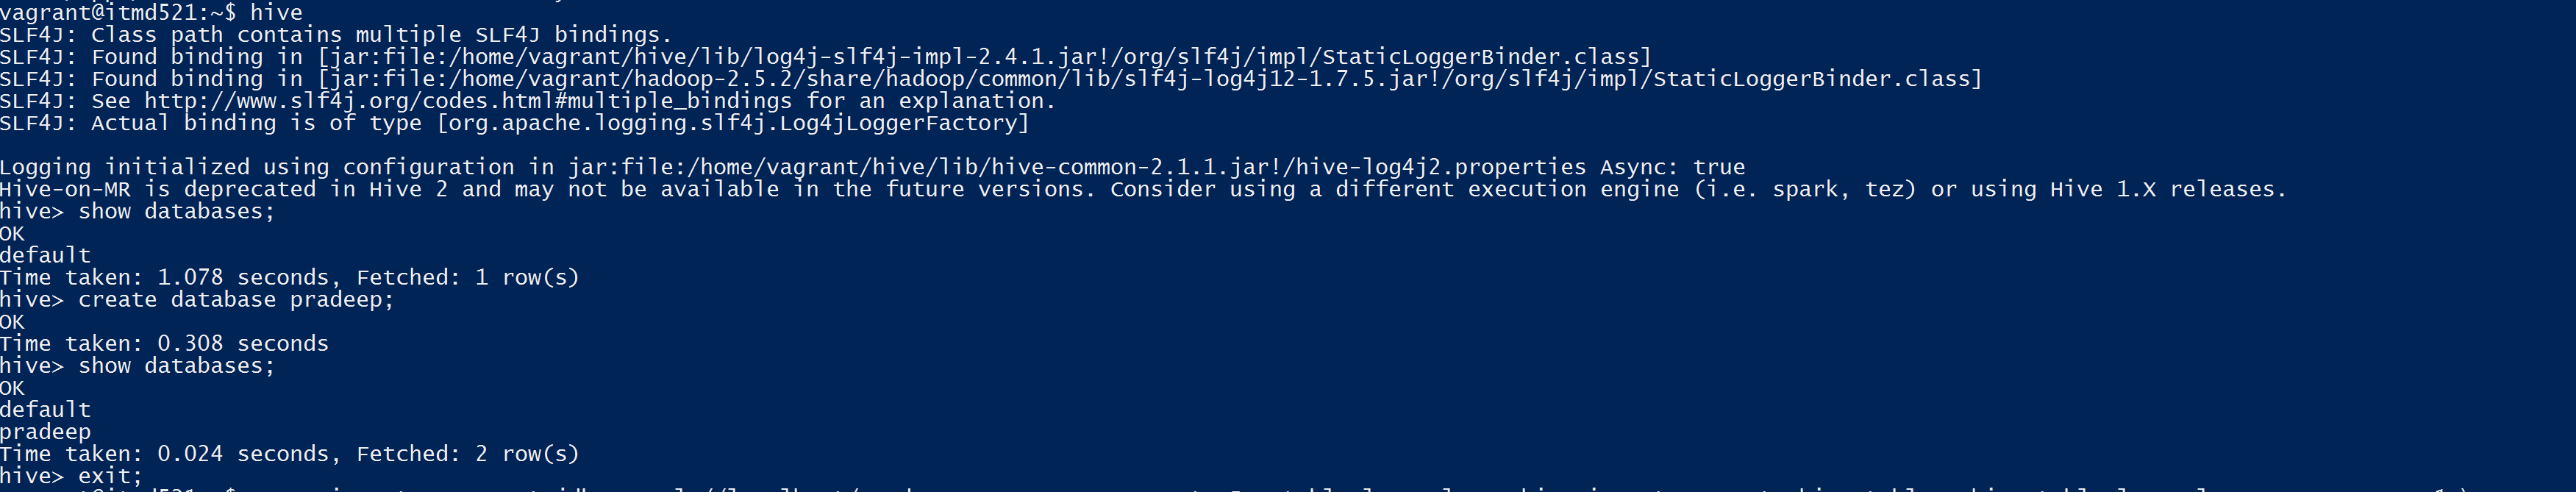 vagrant@itmd521:~$ hive
SLF4J: Class path contains multiple SLF4J bindings.
SLF4J: Found binding in [jar:file:/home/vagrant/hive/lib/log4j-slf4j-impl-2.4.1.jar!/org/slf4j/impl/StaticLoggerBinder.class]
SLF4J: Found binding in [jar:file:/home/vagrant/hadoop-2.5.2/share/hadoop/common/lib/slf4j-log4j12-1.7.5.jar!/org/slf4j/impl/StaticLoggerBinder.class]
SLF4J: See http://www.slf4j.org/codes.html#multiple_bindings for an explanation.
SLF4J: Actual binding is of type [org.apache.logging.slf4j.Log4jLoggerFactory]
Logging initialized using configuration in jar:file:/home/vagrant/hive/lib/hive-common-2.1.1.jar!/hive-log4j2.properties Async: true
Hive-on-MR is deprecated in Hive 2 and may not be available in the future versions. Consider using a different execution engine (i.e. spark, tez) or using Hive 1.X releases.
hive> show databases;
OK
default
Time taken: 1.078 seconds, Fetched: 1 row(s)
hive> create database pradeep;
OK
Time taken: 0.308 seconds
hive> show databases;
OK
default
pradeep
Time taken: 0.024 seconds, Fetched: 2 row(s)
hive> exit;